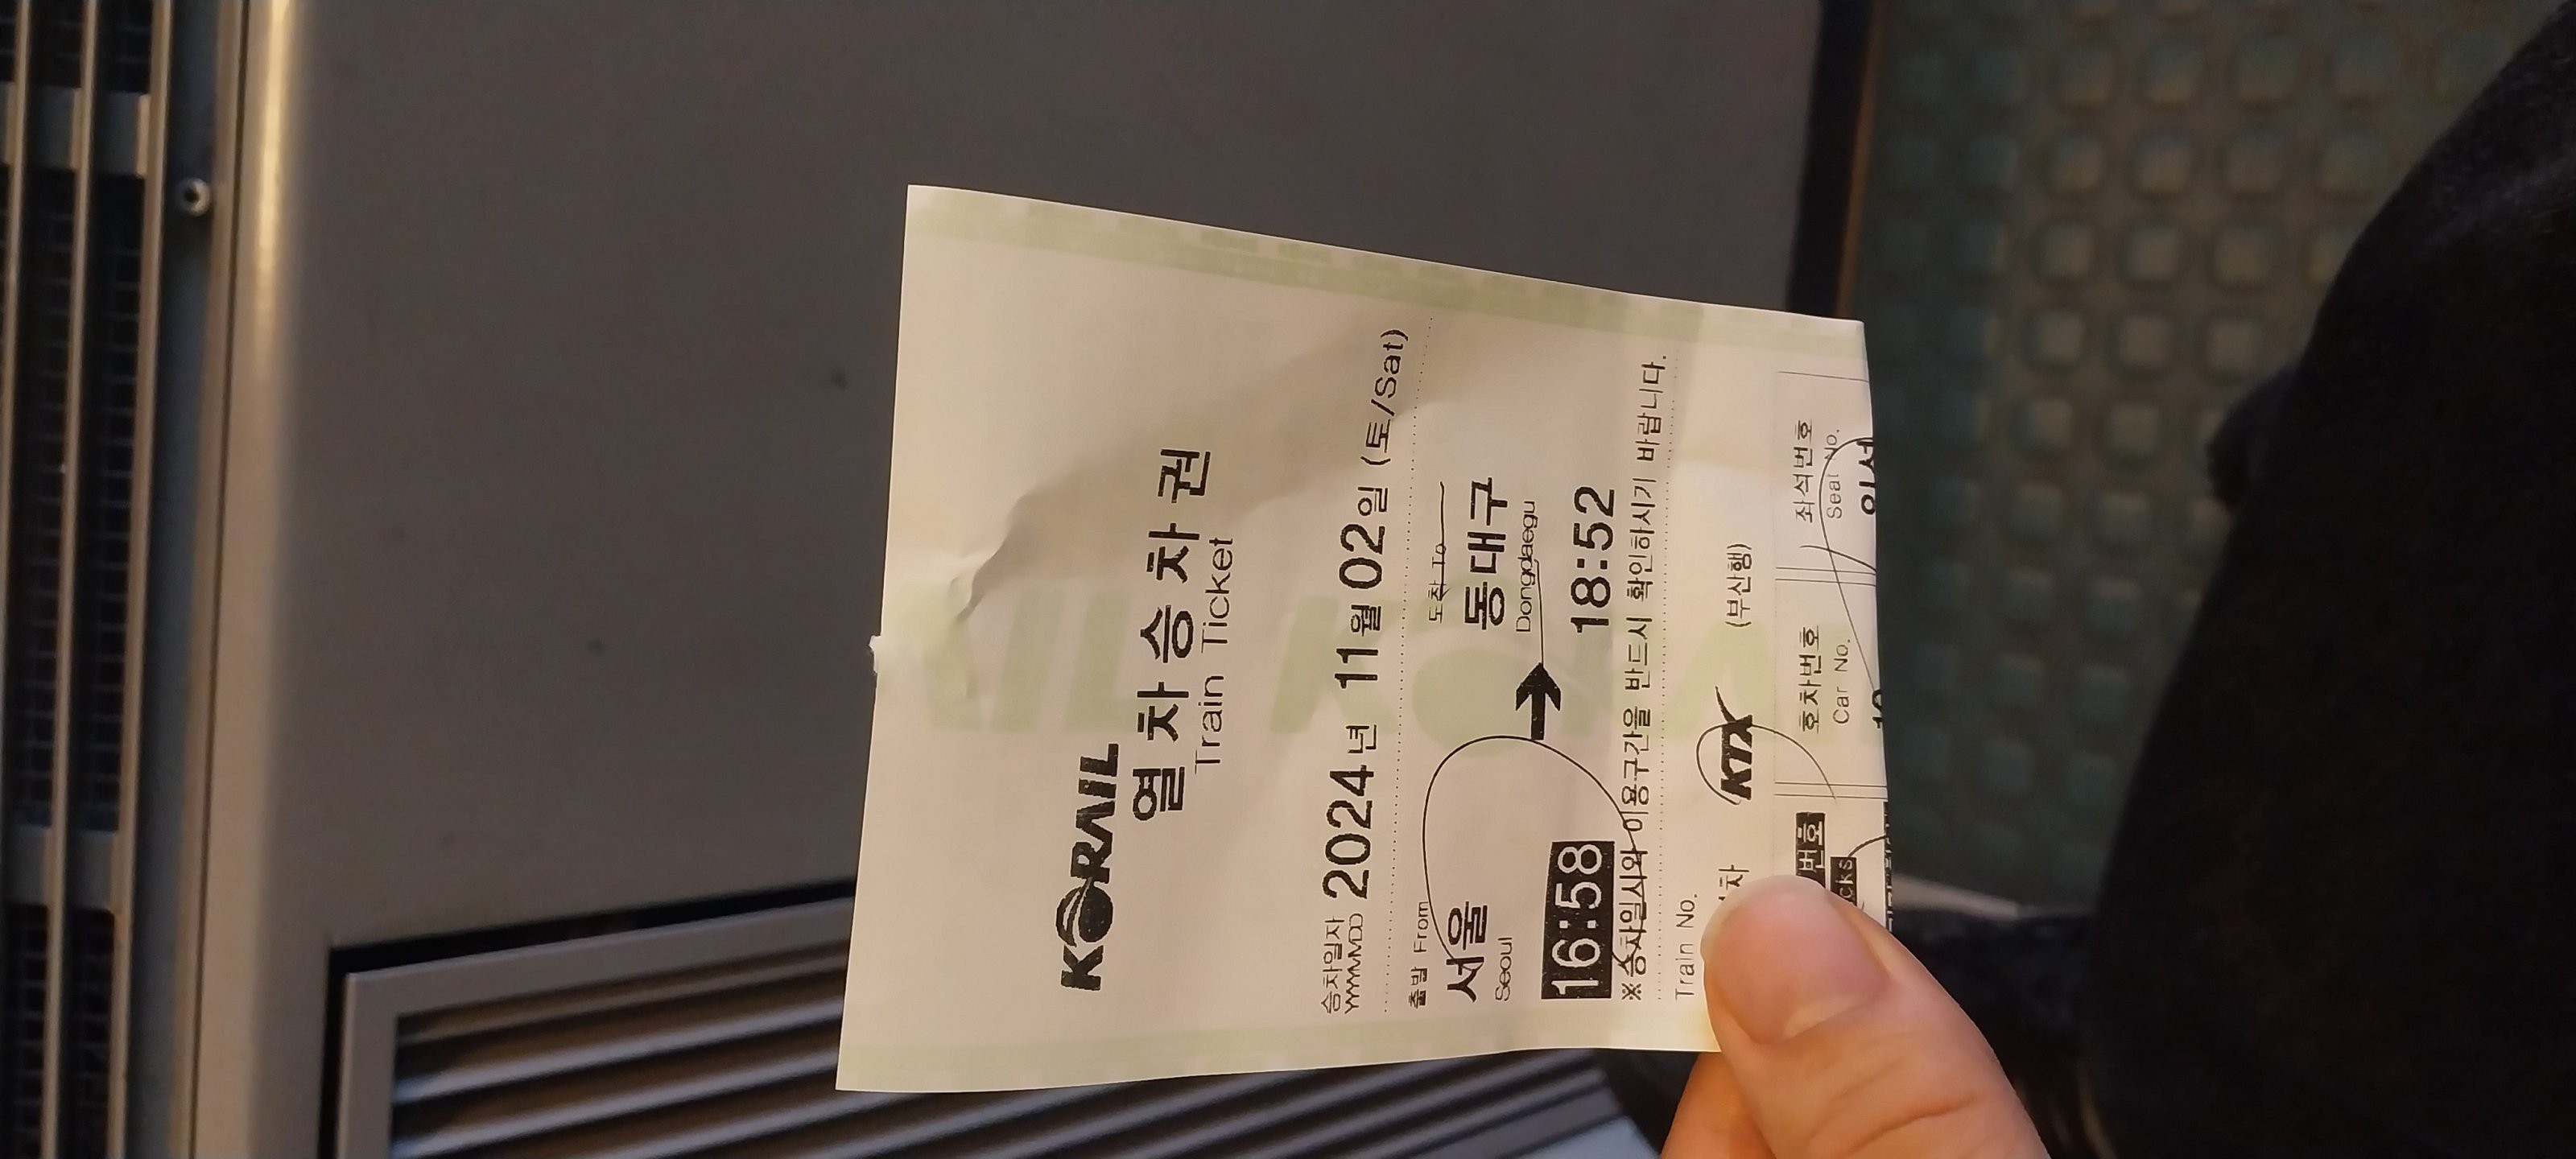 KORAIL
열 차 승 차 권
Train Ticket
승차일자
YYYYMMDD
2024년 11월 02일 (토/Sat)
출발 From 도착 To
서울 동대구
Seoul Dongdaegu
16:58 → 18:52
※승차일시와 이용구간을 반드시 확인하시기 바랍니다.
Train No.
KTX (부산행)
호차번호 좌석번호
Car No. Seat No.